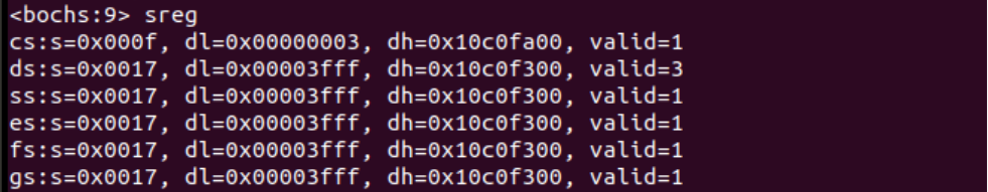 <bochs:9> sreg
cs:s=0x000f, dl=0x00000003, dh=0x10c0fa00, valid=1
ds:s=0x0017, dl=0x00003fff, dh=0x10c0f300, valid=3
ss:s=0x0017, dl=0x00003fff, dh=0x10c0f300, valid=1
es:s=0x0017, dl=0x00003fff, dh=0x10c0f300, valid=1
fs:s=0x0017, dl=0x00003fff, dh=0x10c0f300, valid=1
gs:s=0x0017, dl=0x00003fff, dh=0x10c0f300, valid=1